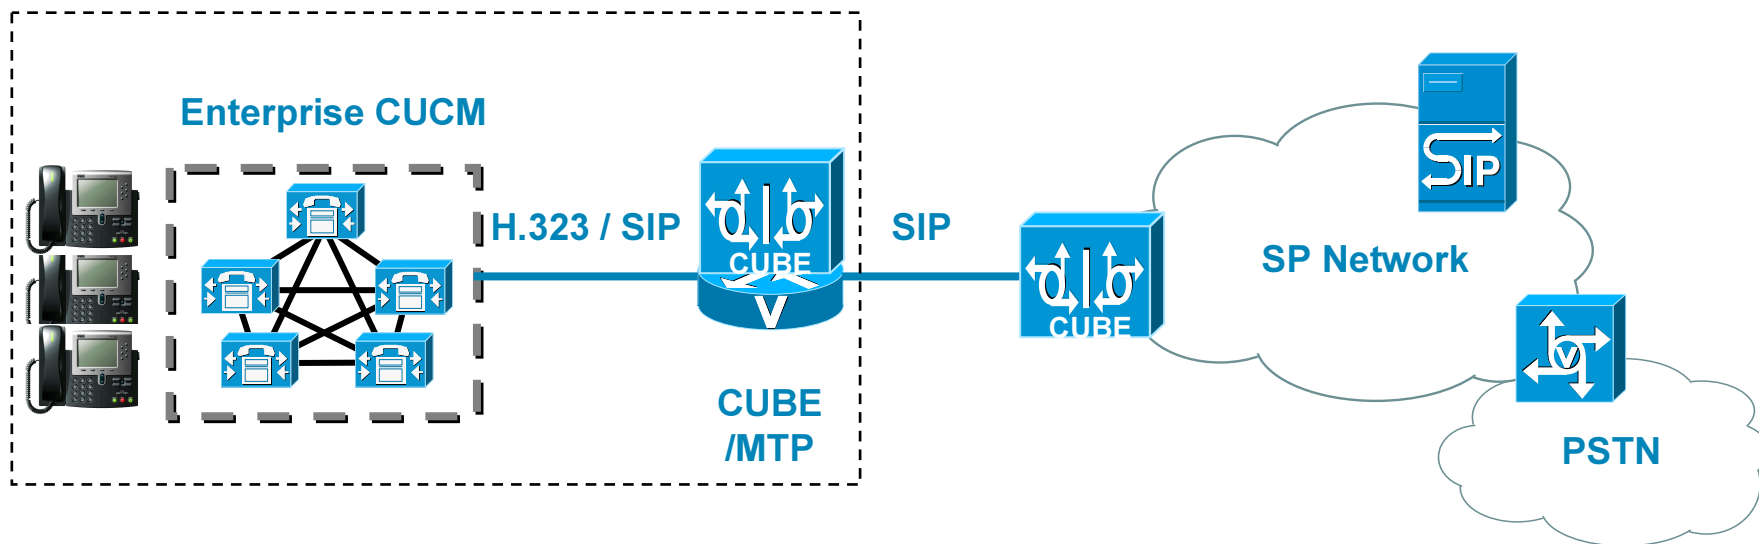 Enterprise CUCM
H.323 / SIP
CUBE
V
CUBE
/MTP
SIP
CUBE
SP Network
SIP
V
PSTN